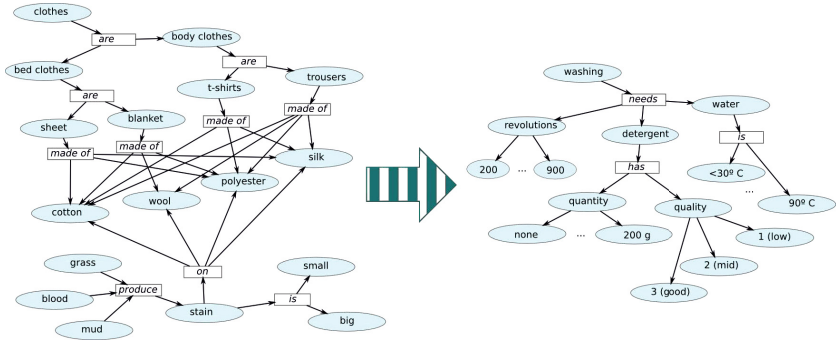 clothes
are
body clothes
bed clothes
are
trousers
are
t-shirts
made of
sheet
blanket
made of
made of
made of
silk
polyester
wool
cotton
on
grass
small
produce
blood
is
stain
mud
big
washing
needs
water
revolutions
detergent
is
200
...
900
has
<30º C
...
90º C
quantity
quality
none
...
200 g
1 (low)
2 (mid)
3 (good)